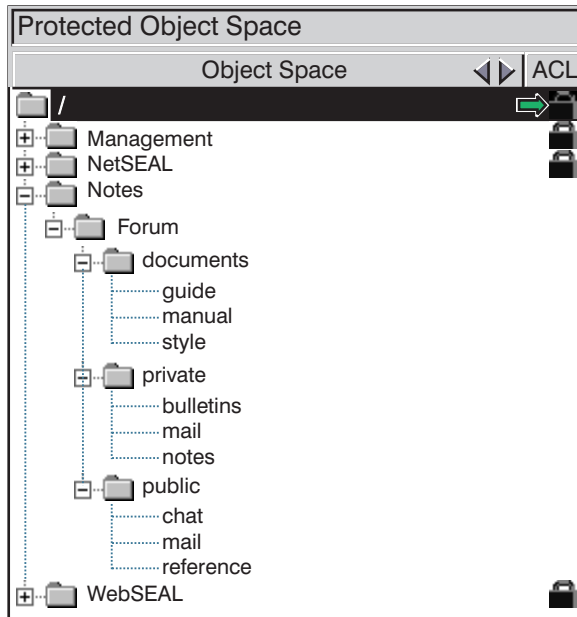 Protected Object Space
Object Space ACL
/
Management
NetSEAL
Notes
Forum
documents
guide
manual
style
private
bulletins
mail
notes
public
chat
mail
reference
WebSEAL